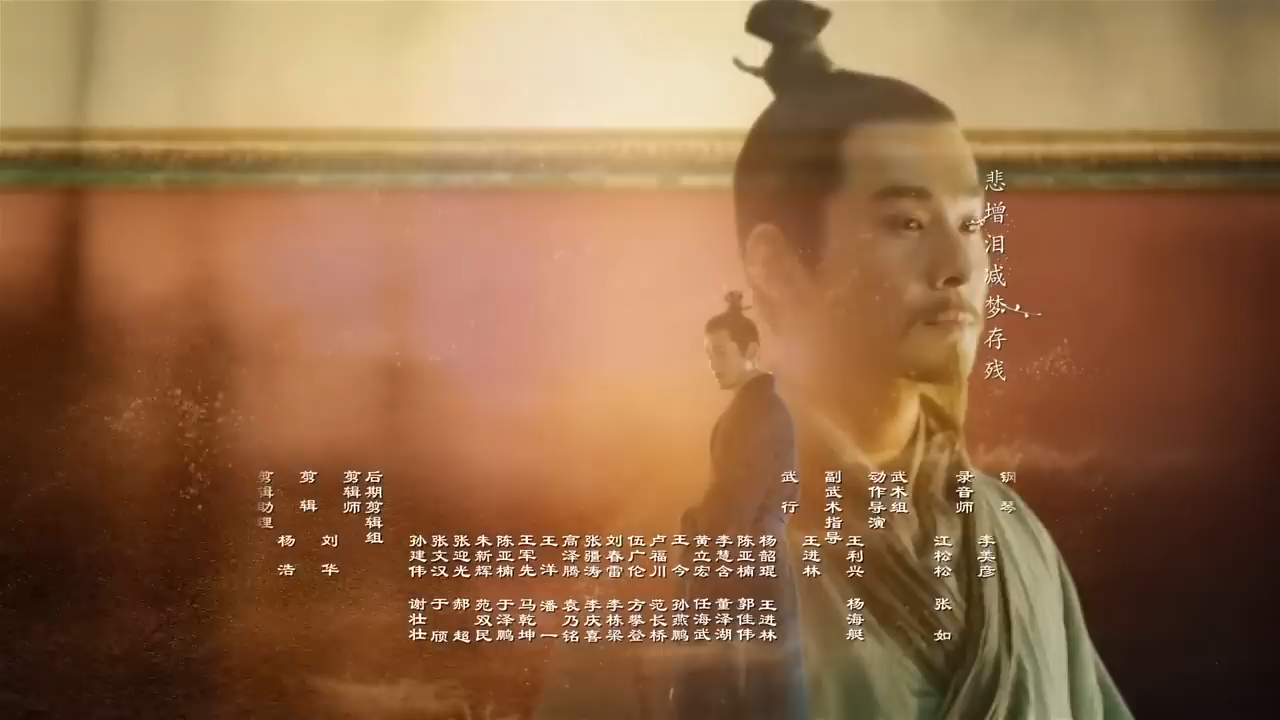 悲增泪减梦存残
钢琴
李美彦
录音师
江松松
张如
武术组
动作导演
王利兴
杨海艇
副武术指导
王进林
武行
杨韶琨
陈亚楠
李慧含
黄立宏
王今
卢福川
伍广伦
刘春雷
张疆涛
高泽腾
王洋
王军先
陈亚楠
朱新辉
张迎光
张文汉
孙建伟
王进林
郭佳伟
董泽湖
任海武
孙燕鹏
范长桥
方攀登
李栋梁
李庆喜
袁乃铭
潘一
马乾坤
于泽鹏
苑双民
郝超
于颀
谢壮壮
后期剪辑组
剪辑师
刘华
剪辑
杨浩
剪辑助理